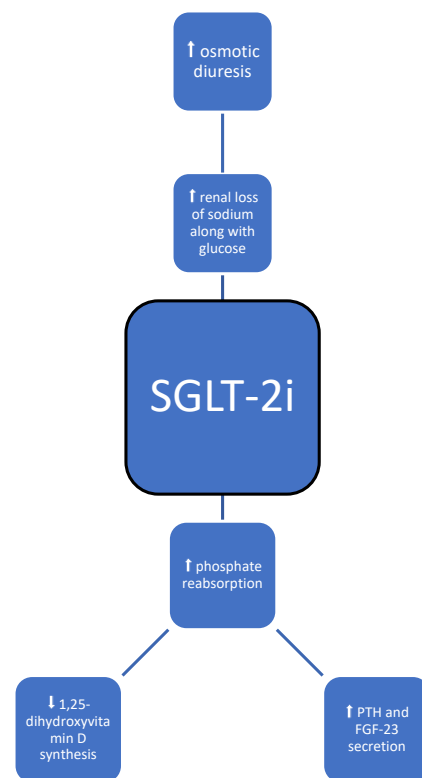 ↑ osmotic
diuresis
↑ renal loss
of sodium
along with
glucose
SGLT-2i
↑ phosphate
reabsorption
↓ 1,25-
dihydroxyvita
min D
synthesis
↑ PTH and
FGF-23
secretion